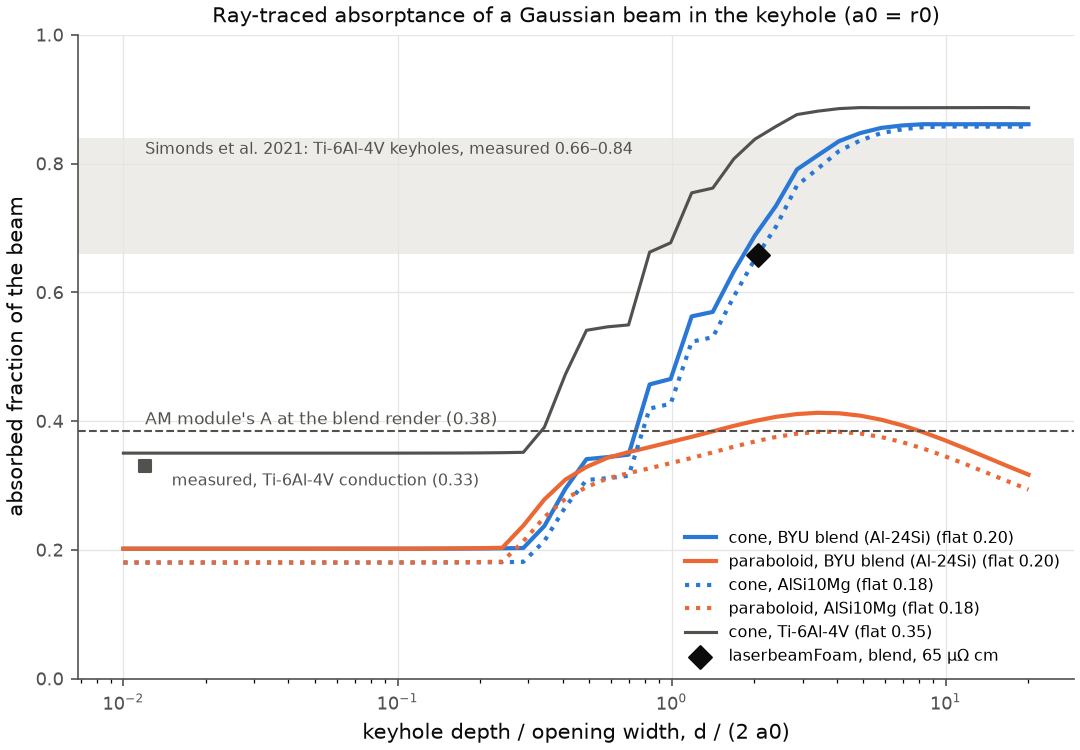 Ray-traced absorptance of a Gaussian beam in the keyhole (a0 = r0)
absorbed fraction of the beam
1.0
0.8
0.6
0.4
0.2
0.0
Simonds et al. 2021: Ti-6Al-4V keyholes, measured 0.66–0.84
AM module's A at the blend render (0.38)
measured, Ti-6Al-4V conduction (0.33)
cone, BYU blend (Al-24Si) (flat 0.20)
paraboloid, BYU blend (Al-24Si) (flat 0.20)
cone, AlSi10Mg (flat 0.18)
paraboloid, AlSi10Mg (flat 0.18)
cone, Ti-6Al-4V (flat 0.35)
laserbeamFoam, blend, 65 µΩ cm
10⁻² 10⁻¹ 10⁰ 10¹
keyhole depth / opening width, d / (2 a0)